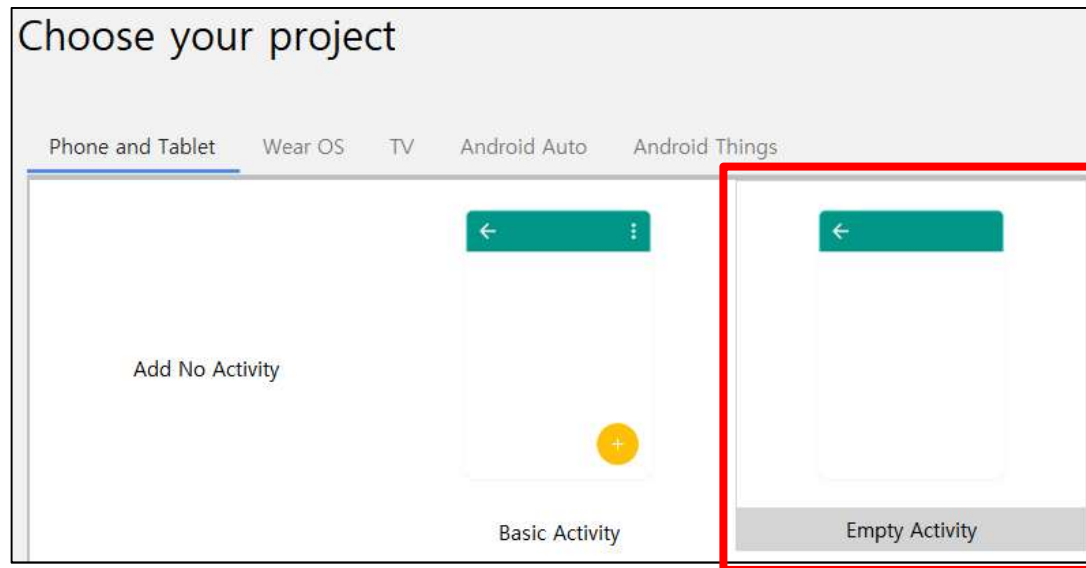 Choose your project
Phone and Tablet Wear OS TV Android Auto Android Things
Add No Activity
Basic Activity
Empty Activity